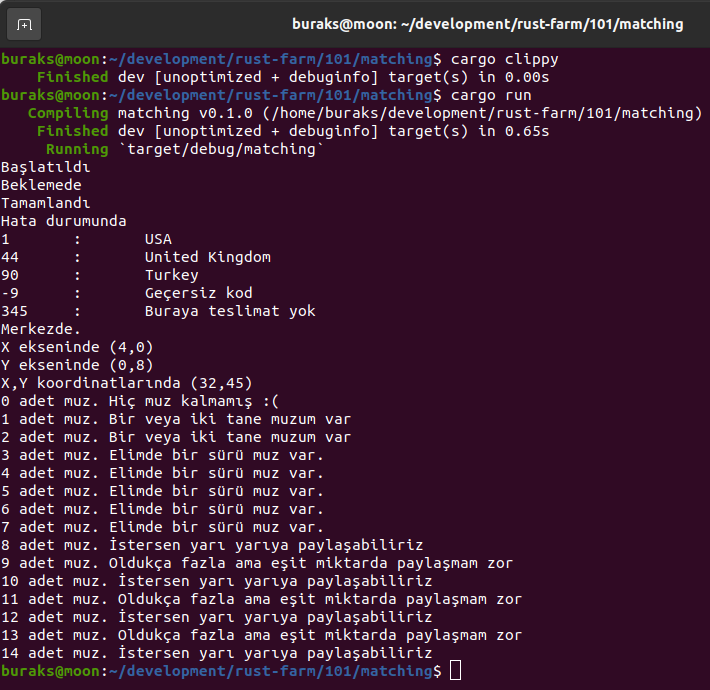 buraks@moon: ~/development/rust-farm/101/matching
buraks@moon:~/development/rust-farm/101/matching$ cargo clippy
    Finished dev [unoptimized + debuginfo] target(s) in 0.00s
buraks@moon:~/development/rust-farm/101/matching$ cargo run
   Compiling matching v0.1.0 (/home/buraks/development/rust-farm/101/matching)
    Finished dev [unoptimized + debuginfo] target(s) in 0.65s
     Running `target/debug/matching`
Başlatıldı
Beklemede
Tamamlandı
Hata durumunda
1       :       USA
44      :       United Kingdom
90      :       Turkey
-9      :       Geçersiz kod
345     :       Buraya teslimat yok
Merkezde.
X ekseninde (4,0)
Y ekseninde (0,8)
X,Y koordinatlarında (32,45)
0 adet muz. Hiç muz kalmamış :(
1 adet muz. Bir veya iki tane muzum var
2 adet muz. Bir veya iki tane muzum var
3 adet muz. Elimde bir sürü muz var.
4 adet muz. Elimde bir sürü muz var.
5 adet muz. Elimde bir sürü muz var.
6 adet muz. Elimde bir sürü muz var.
7 adet muz. Elimde bir sürü muz var.
8 adet muz. İstersen yarı yarıya paylaşabiliriz
9 adet muz. Oldukça fazla ama eşit miktarda paylaşmam zor
10 adet muz. İstersen yarı yarıya paylaşabiliriz
11 adet muz. Oldukça fazla ama eşit miktarda paylaşmam zor
12 adet muz. İstersen yarı yarıya paylaşabiliriz
13 adet muz. Oldukça fazla ama eşit miktarda paylaşmam zor
14 adet muz. İstersen yarı yarıya paylaşabiliriz
buraks@moon:~/development/rust-farm/101/matching$